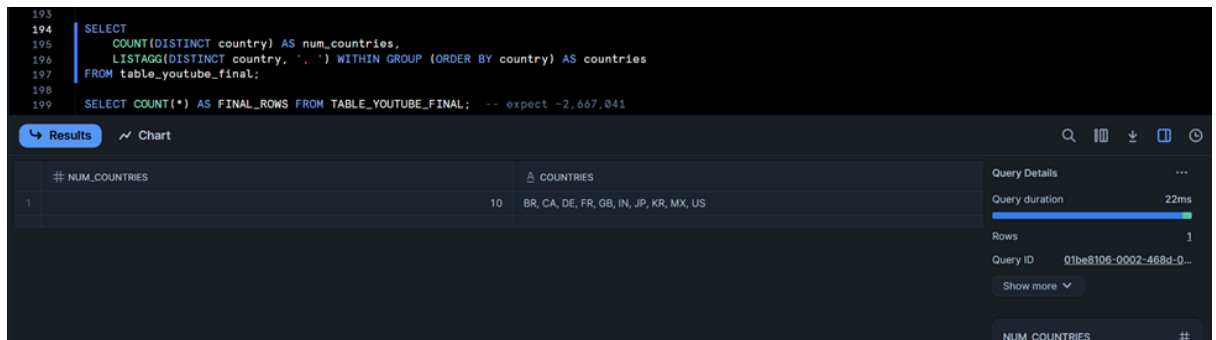 193
194 SELECT
195 COUNT(DISTINCT country) AS num_countries,
196 LISTAGG(DISTINCT country, ', ') WITHIN GROUP (ORDER BY country) AS countries
197 FROM table_youtube_final;
198
199 SELECT COUNT(*) AS FINAL_ROWS FROM TABLE_YOUTUBE_FINAL; -- expect ~2,667,041
Results Chart
# NUM_COUNTRIES A COUNTRIES
1 10 BR, CA, DE, FR, GB, IN, JP, KR, MX, US
Query Details ...
Query duration 22ms
Rows 1
Query ID 01be8106-0002-468d-0...
Show more
NUM_COUNTRIES #